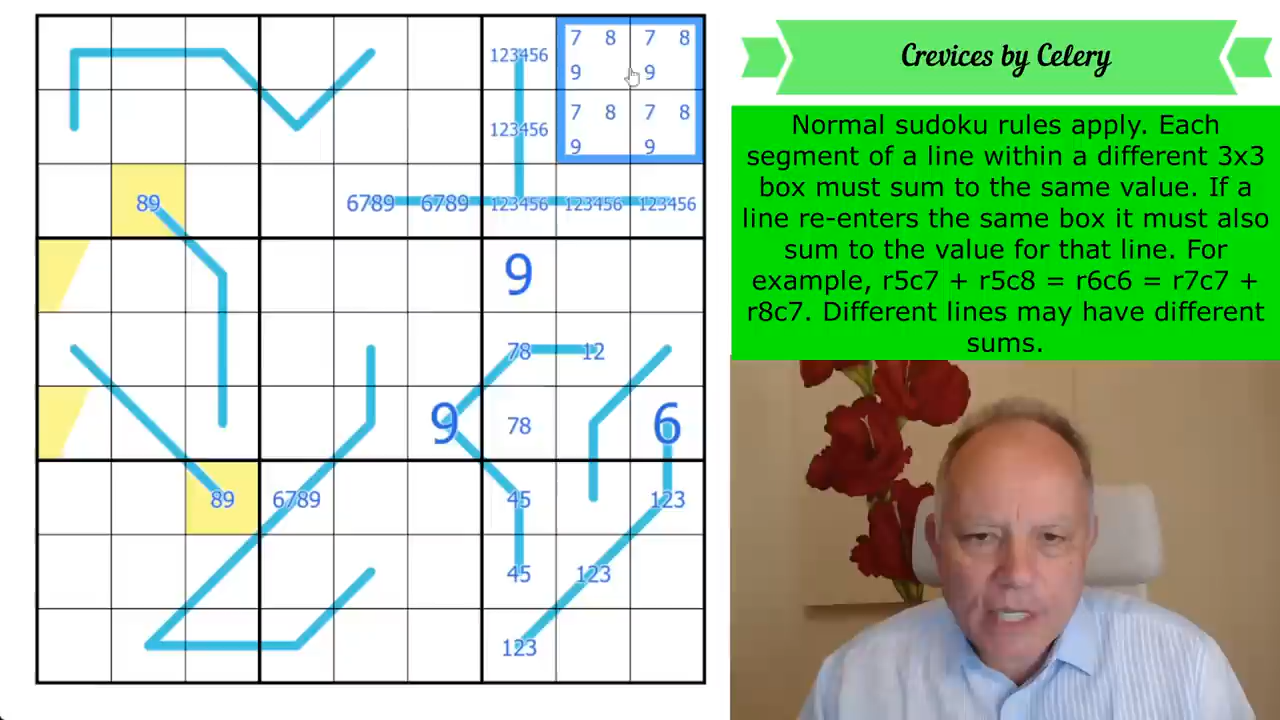 Crevices by Celery
Normal sudoku rules apply. Each
segment of a line within a different 3x3
box must sum to the same value. If a
line re-enters the same box it must also
sum to the value for that line. For
example, r5c7 + r5c8 = r6c6 = r7c7 +
r8c7. Different lines may have different
sums.
123456 7 8 7 8
9 9
123456 7 8 7 8
9 9
89 6789 6789 123456 123456 123456
9
78 12
9 78 6
89 6789 45 123
45 123
123